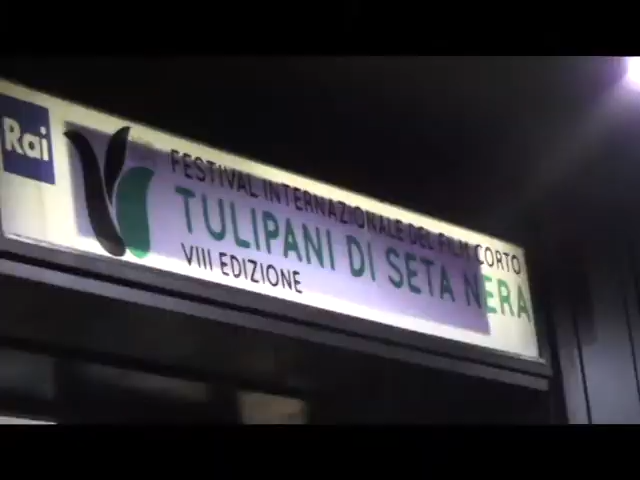 Rai
FESTIVAL INTERNAZIONALE DEL FILM CORTO
TULIPANI DI SETA NERA
VIII EDIZIONE